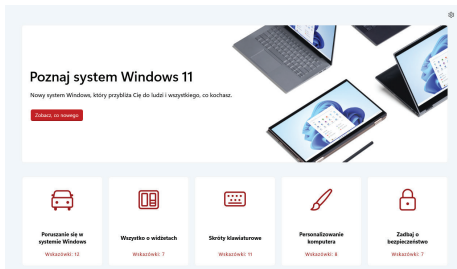 Poznaj system Windows 11
Nowy system Windows, który przybliża Cię do ludzi i wszystkiego, co kochasz.
Zobacz, co nowego
Poruszanie się w
systemie Windows
Wskazówki: 12
Wszystko o widżetach
Wskazówki: 7
Skróty klawiaturowe
Wskazówki: 11
Personalizowanie
komputera
Wskazówki: 8
Zadbaj o
bezpieczeństwo
Wskazówki: 7